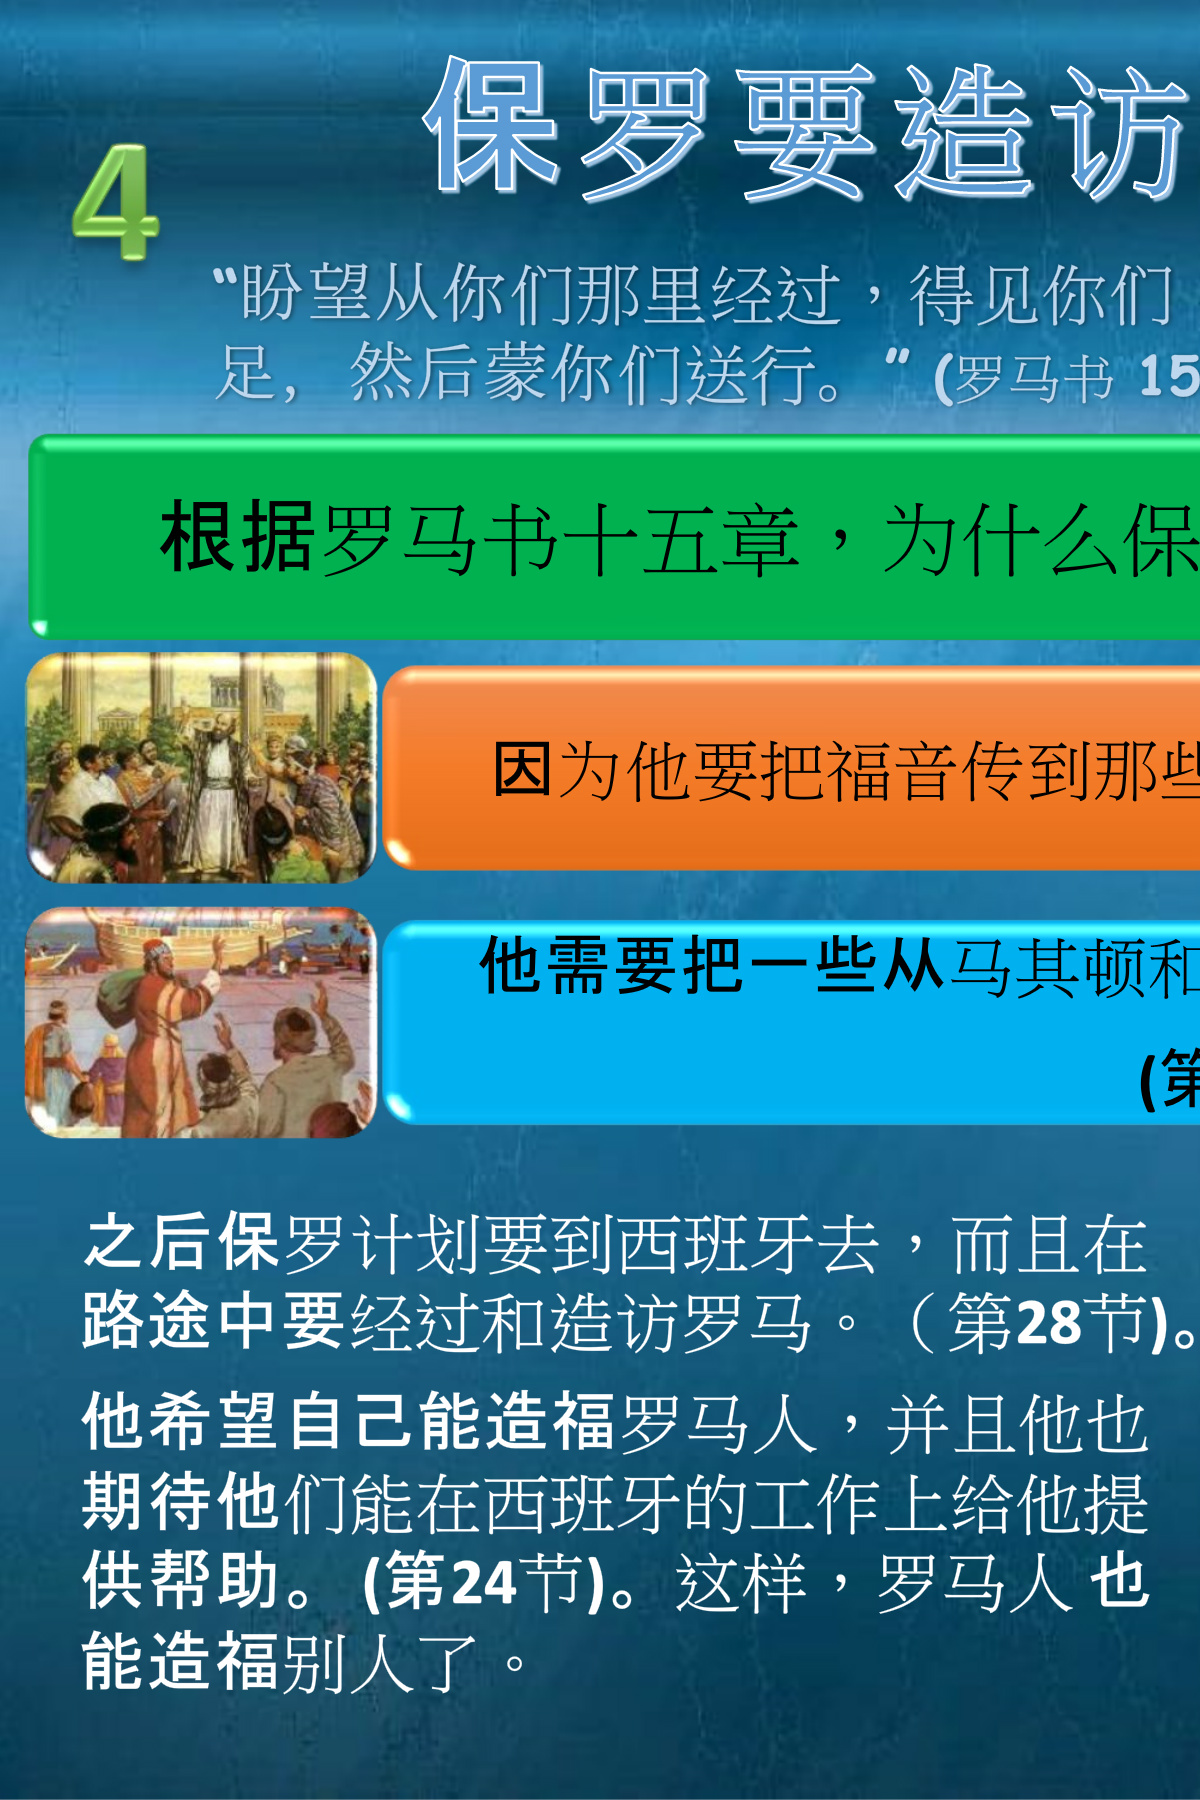 保罗要造访
4
“盼望从你们那里经过，得见你们
足, 然后蒙你们送行。” (罗马书 15
根据罗马书十五章，为什么保
因为他要把福音传到那些
他需要把一些从马其顿和
(第
之后保罗计划要到西班牙去，而且在
路途中要经过和造访罗马。（第28节)。
他希望自己能造福罗马人，并且他也
期待他们能在西班牙的工作上给他提
供帮助。 (第24节)。这样，罗马人 也
能造福别人了。